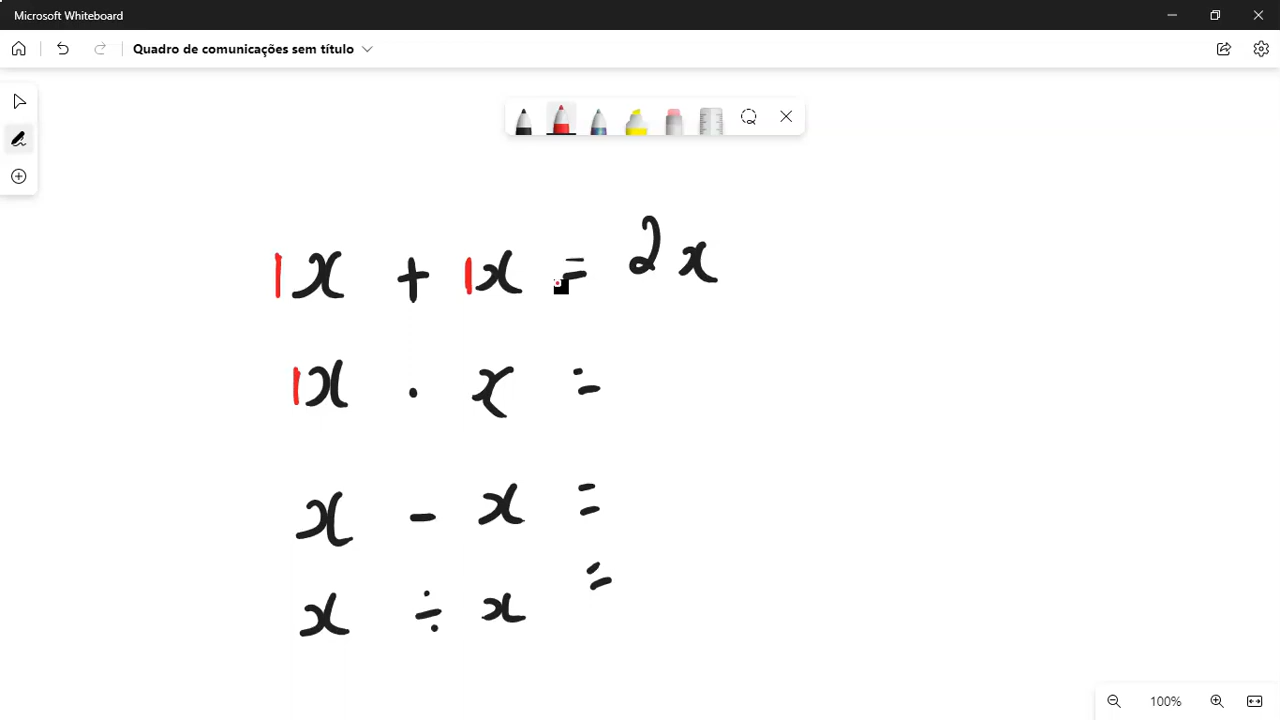 Microsoft Whiteboard
Quadro de comunicações sem título
1x + 1x = 2x
1x . x =
x - x =
x ÷ x =
100%